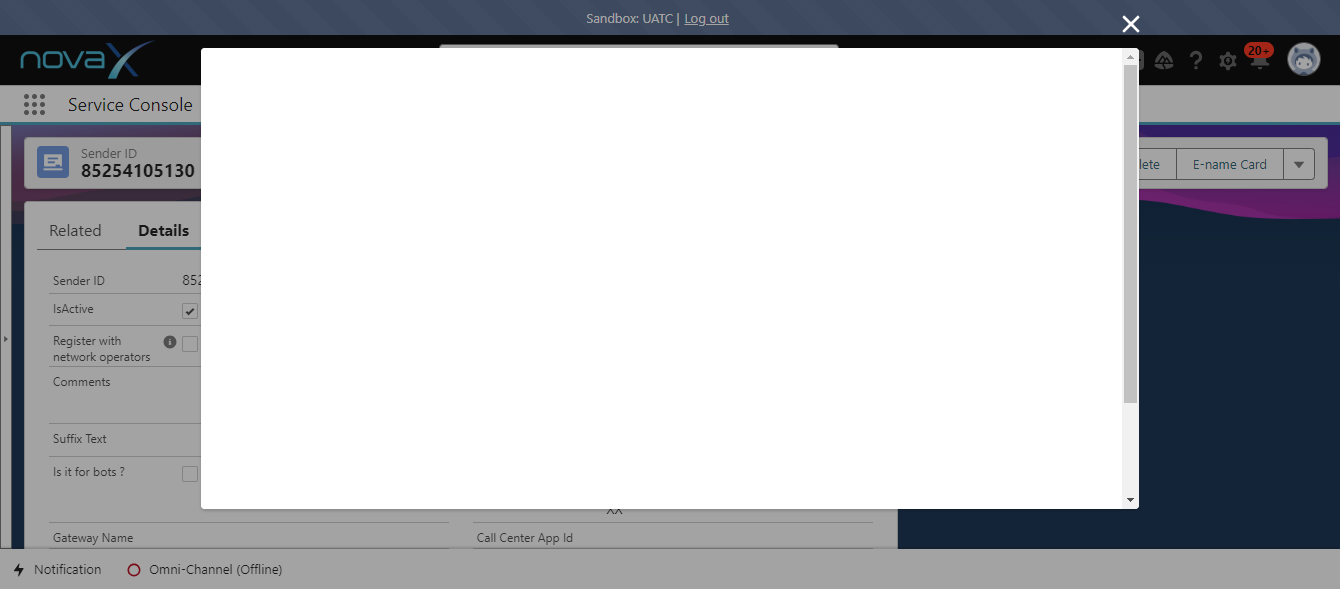 Sandbox: UATC | Log out
novaX
20+
Service Console
Sender ID
85254105130
lete
E-name Card
Related
Details
Sender ID
852
IsActive
Register with
network operators
Comments
Suffix Text
Is it for bots ?
Gateway Name
Call Center App Id
Notification
Omni-Channel (Offline)